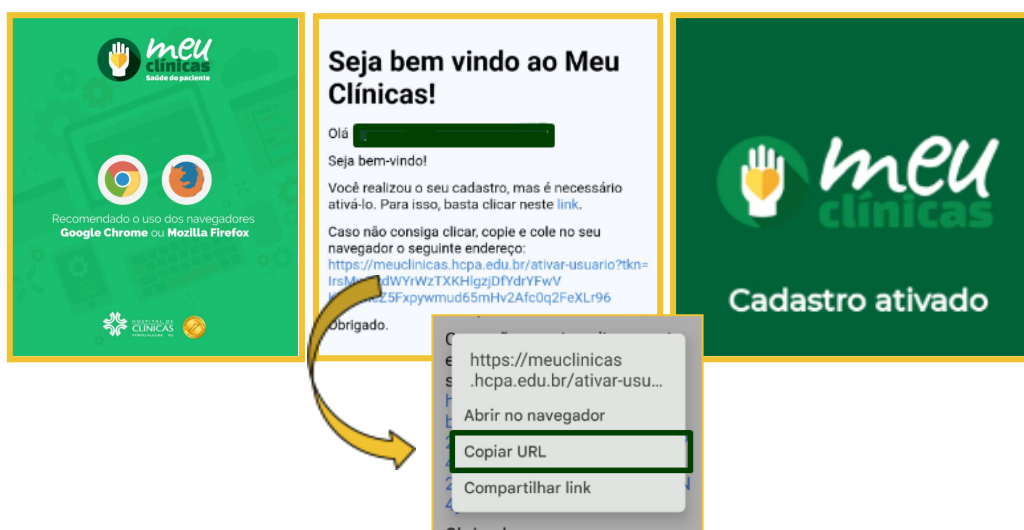 meu
clínicas
Saúde do paciente
Recomendado o uso dos navegadores
Google Chrome ou Mozilla Firefox
HOSPITAL DE
CLÍNICAS
PORTO ALEGRE RS
Seja bem vindo ao Meu
Clínicas!
Olá
Seja bem-vindo!
Você realizou o seu cadastro, mas é necessário
ativá-lo. Para isso, basta clicar neste link.
Caso não consiga clicar, copie e cole no seu
navegador o seguinte endereço:
https://meuclinicas.hcpa.edu.br/ativar-usuario?tkn=
Obrigado.
https://meuclinicas
.hcpa.edu.br/ativar-usu...
Abrir no navegador
Copiar URL
Compartilhar link
meu
clínicas
Cadastro ativado